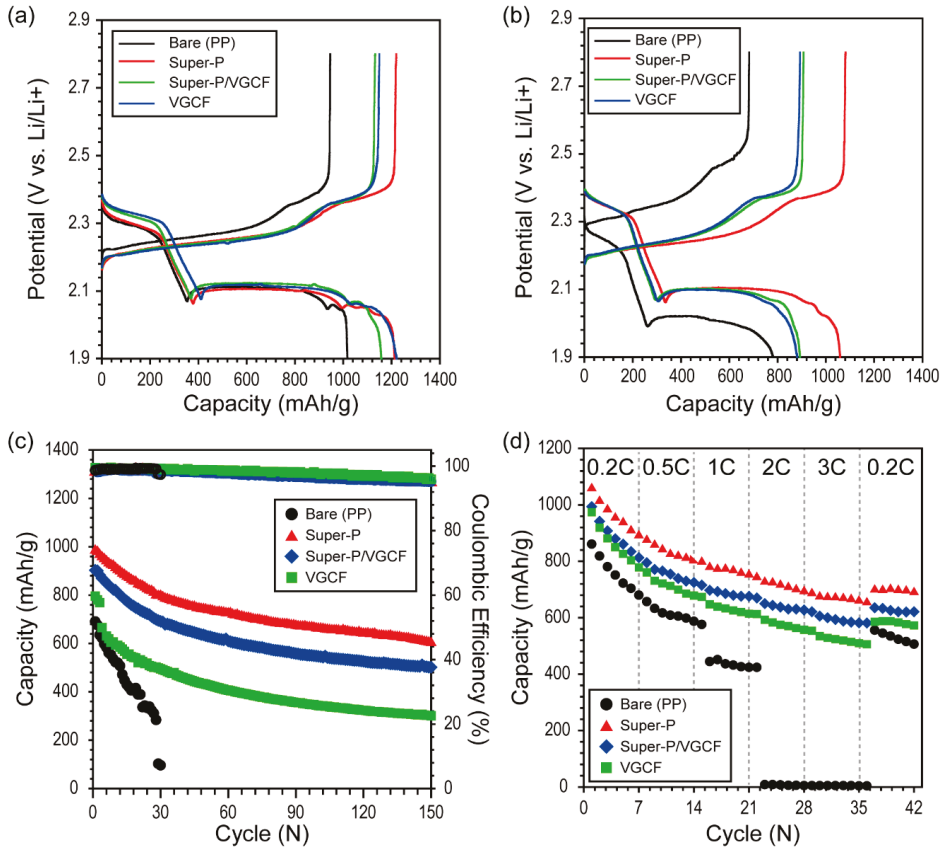 (a)
2.9
2.7
2.5
2.3
2.1
1.9
Potential (V vs. Li/Li+)
Bare (PP)
Super-P
Super-P/VGCF
VGCF
0 200 400 600 800 1000 1200 1400
Capacity (mAh/g)
(b)
2.9
2.7
2.5
2.3
2.1
1.9
Potential (V vs. Li/Li+)
Bare (PP)
Super-P
Super-P/VGCF
VGCF
0 200 400 600 800 1000 1200 1400
Capacity (mAh/g)
(c)
1400
1200
1000
800
600
400
200
0
Capacity (mAh/g)
Bare (PP)
Super-P
Super-P/VGCF
VGCF
100
80
60
40
20
0
Coulombic Efficiency (%)
0 30 60 90 120 150
Cycle (N)
(d)
1200
1000
800
600
400
200
0
Capacity (mAh/g)
0.2C 0.5C 1C 2C 3C 0.2C
Bare (PP)
Super-P
Super-P/VGCF
VGCF
0 7 14 21 28 35 42
Cycle (N)